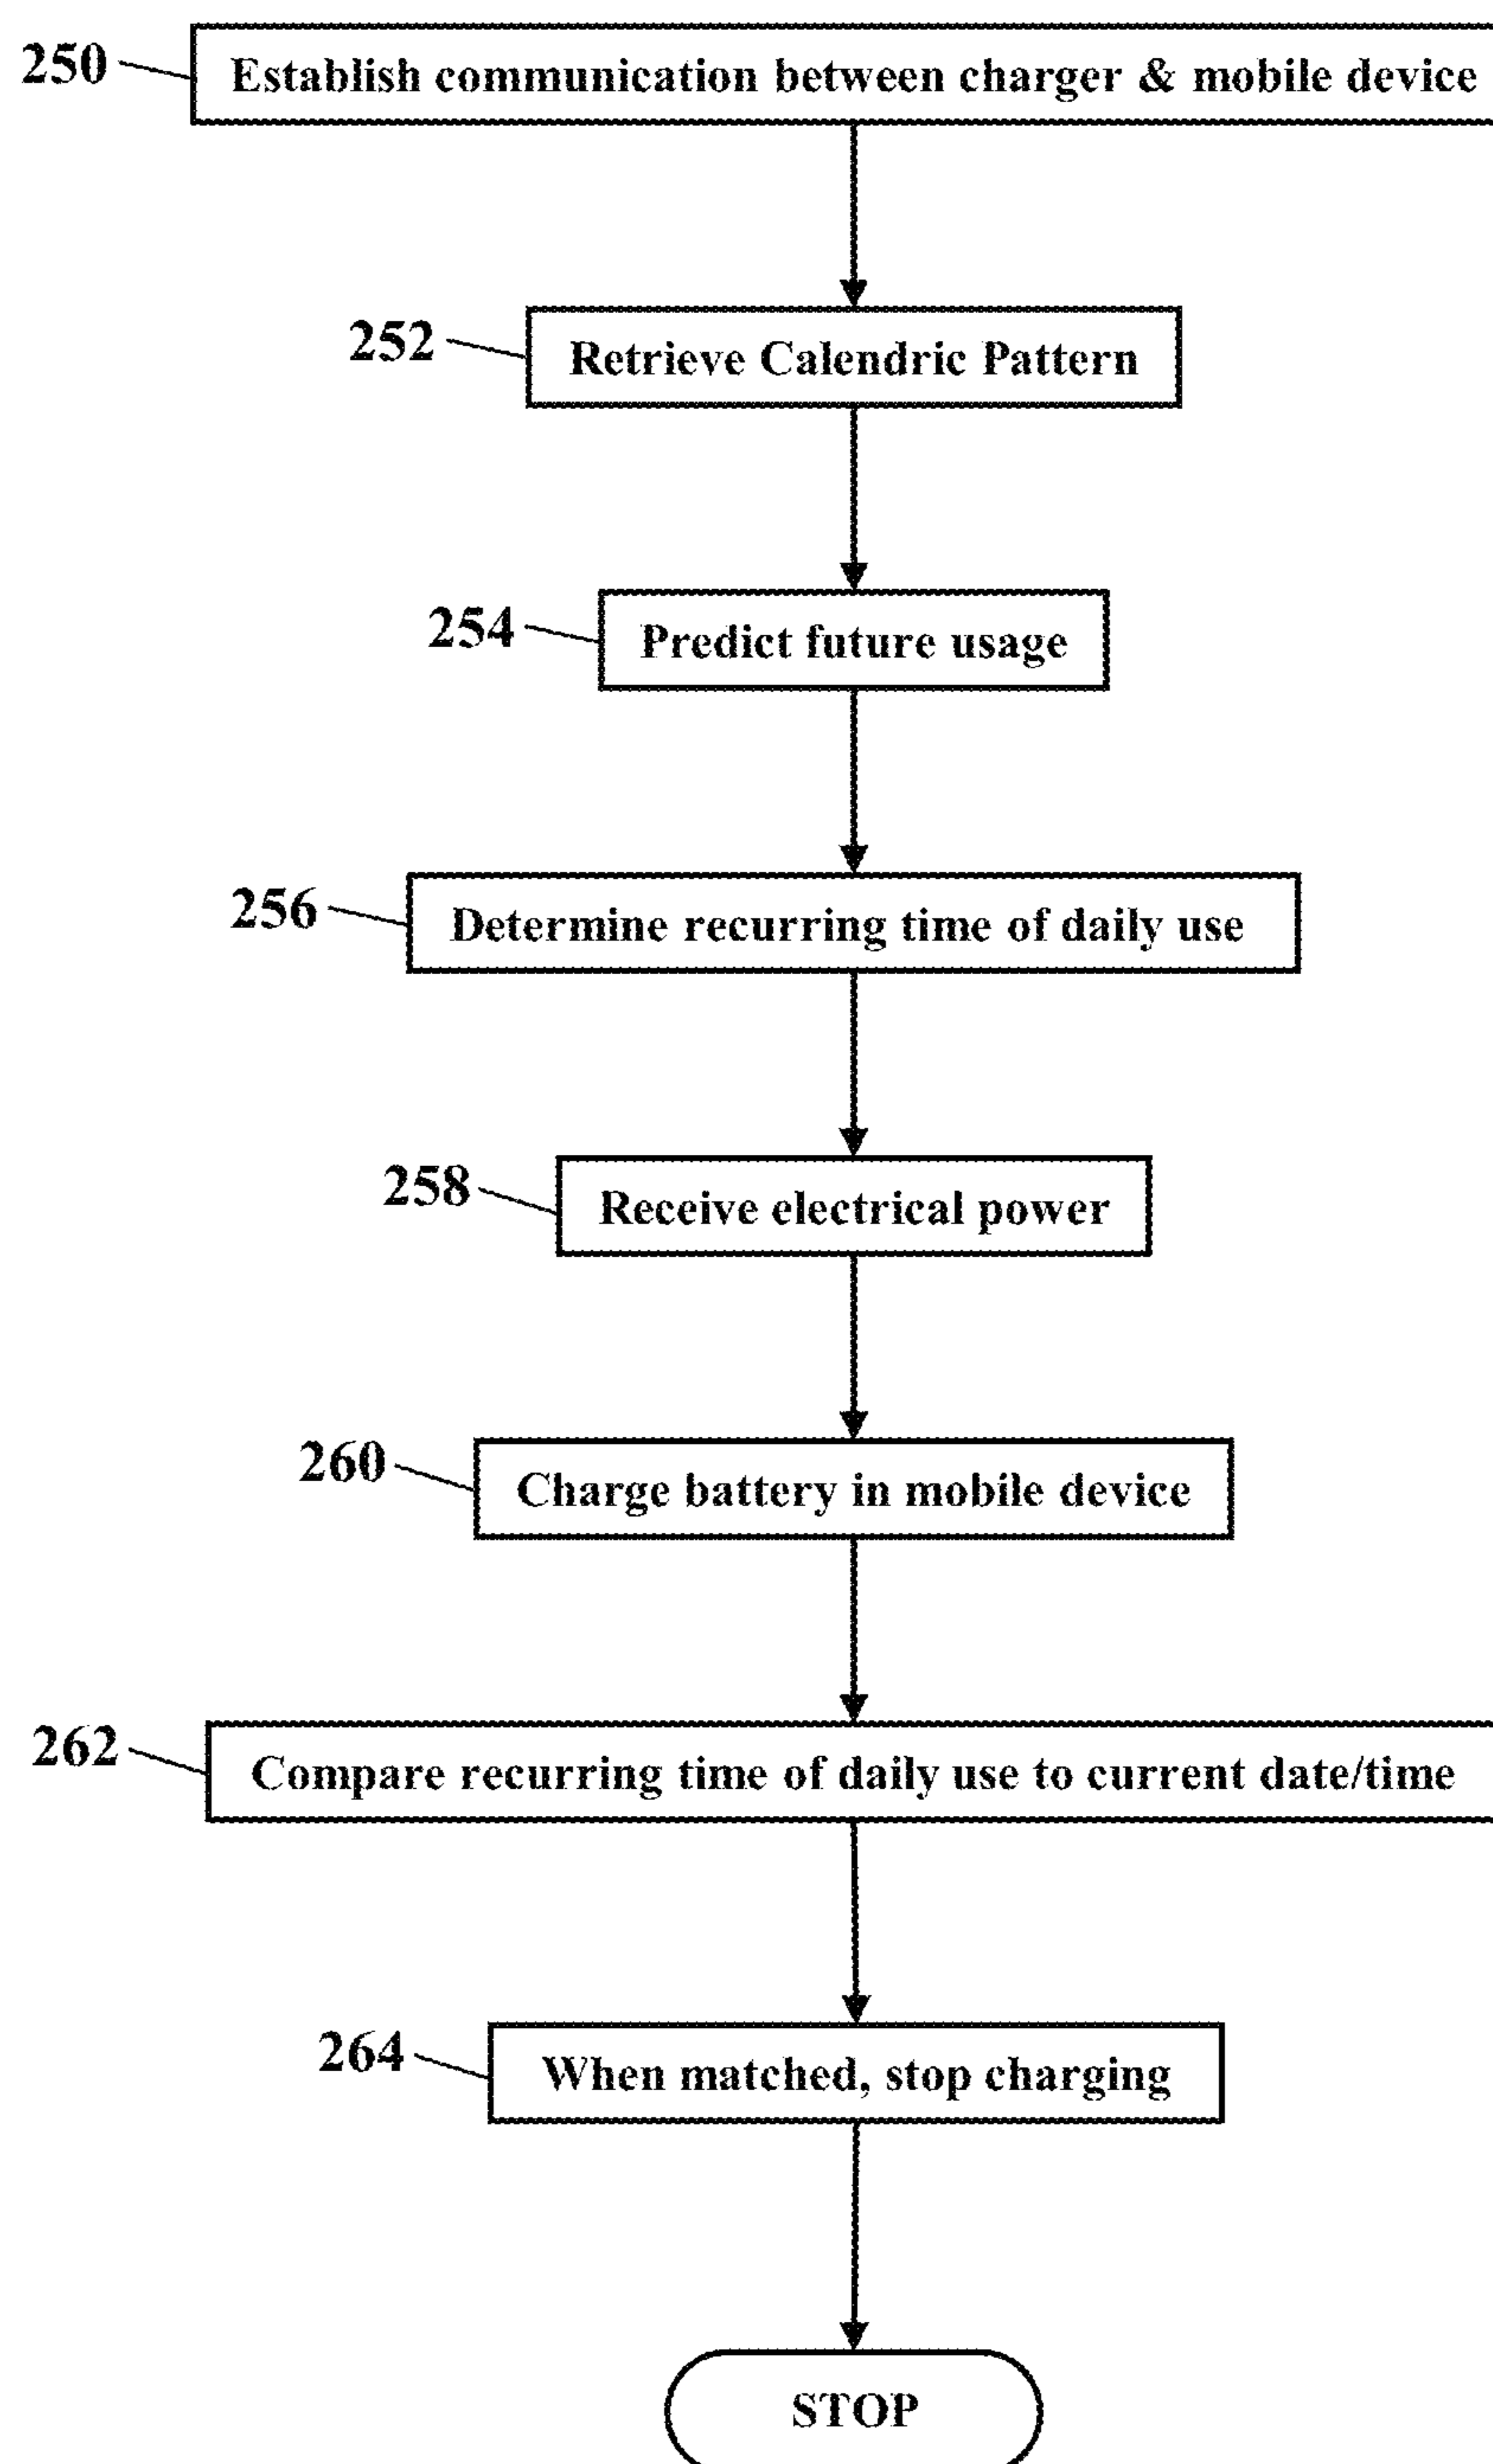 250 Establish communication between charger & mobile device
252 Retrieve Calendric Pattern
254 Predict future usage
256 Determine recurring time of daily use
258 Receive electrical power
260 Charge battery in mobile device
262 Compare recurring time of daily use to current date/time
264 When matched, stop charging
STOP